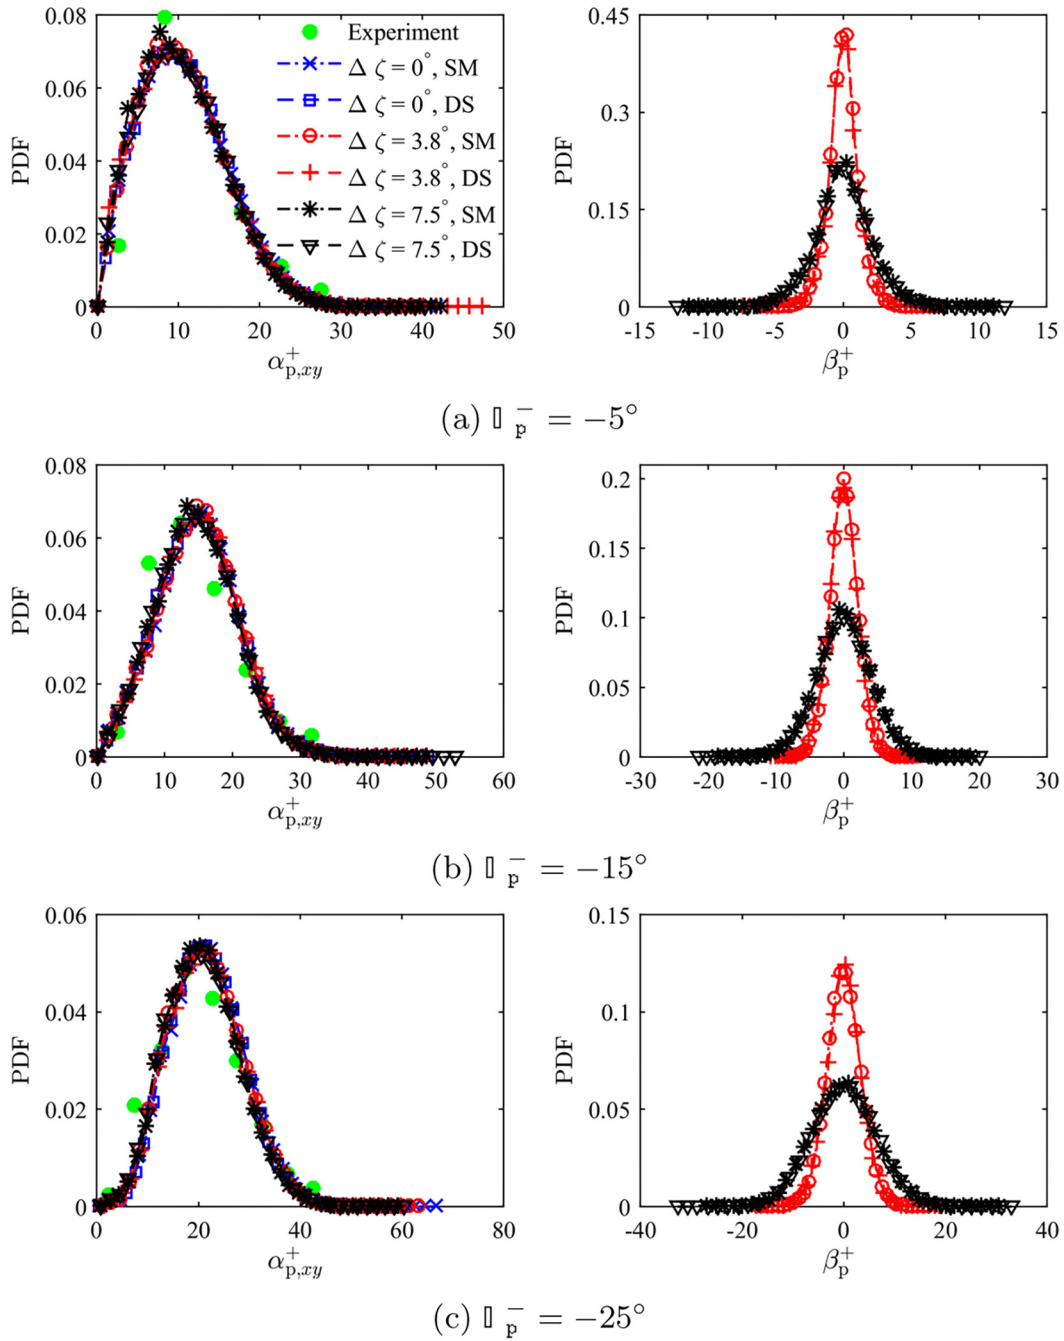 0.08
0.06
0.04
0.02
0
PDF
0 10 20 30 40 50
α⁺p,xy
Experiment
Δ ζ = 0°, SM
Δ ζ = 0°, DS
Δ ζ = 3.8°, SM
Δ ζ = 3.8°, DS
Δ ζ = 7.5°, SM
Δ ζ = 7.5°, DS
0.45
0.3
0.15
0
PDF
-15 -10 -5 0 5 10 15
β⁺p
(a) 𝕀 ⁻p = −5°
0.08
0.06
0.04
0.02
0
PDF
0 10 20 30 40 50 60
α⁺p,xy
0.2
0.15
0.1
0.05
0
PDF
-30 -20 -10 0 10 20 30
β⁺p
(b) 𝕀 ⁻p = −15°
0.06
0.04
0.02
0
PDF
0 20 40 60 80
α⁺p,xy
0.15
0.1
0.05
0
PDF
-40 -20 0 20 40
β⁺p
(c) 𝕀 ⁻p = −25°